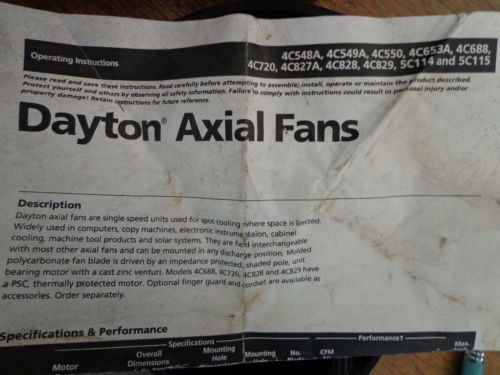 Operating Instructions
4C548A, 4C549A, 4C550, 4C653A, 4C688,
4C720, 4C827A, 4C828, 4C829, 5C114 and 5C115
Please read and save these instructions. Read carefully before attempting to assemble, install, operate or maintain the product described.
Protect yourself and others by observing all safety information. Failure to comply with instructions could result in personal injury and/or
property damage! Retain instructions for future reference.
Dayton® Axial Fans
Description
Dayton axial fans are single speed units used for spot cooling where space is limited.
Widely used in computers, copy machines, electronic instrumentation, cabinet
cooling, machine tool products and solar systems. They are field interchangable
with most other axial fans and can be mounted in any discharge position. Molded
polycarbonate fan blade is driven by an impedance protected, shaded pole, unit
bearing motor with a cast zinc venturi. Models 4C688, 4C720, 4C828 and 4C829 have
a PSC, thermally protected motor. Optional finger guard and cordset are available as
accessories. Order separately.
Specifications & Performance
Specifications
Performance†
Overall Mounting Hole Mounting No. CFM Max.
Motor Dimensions